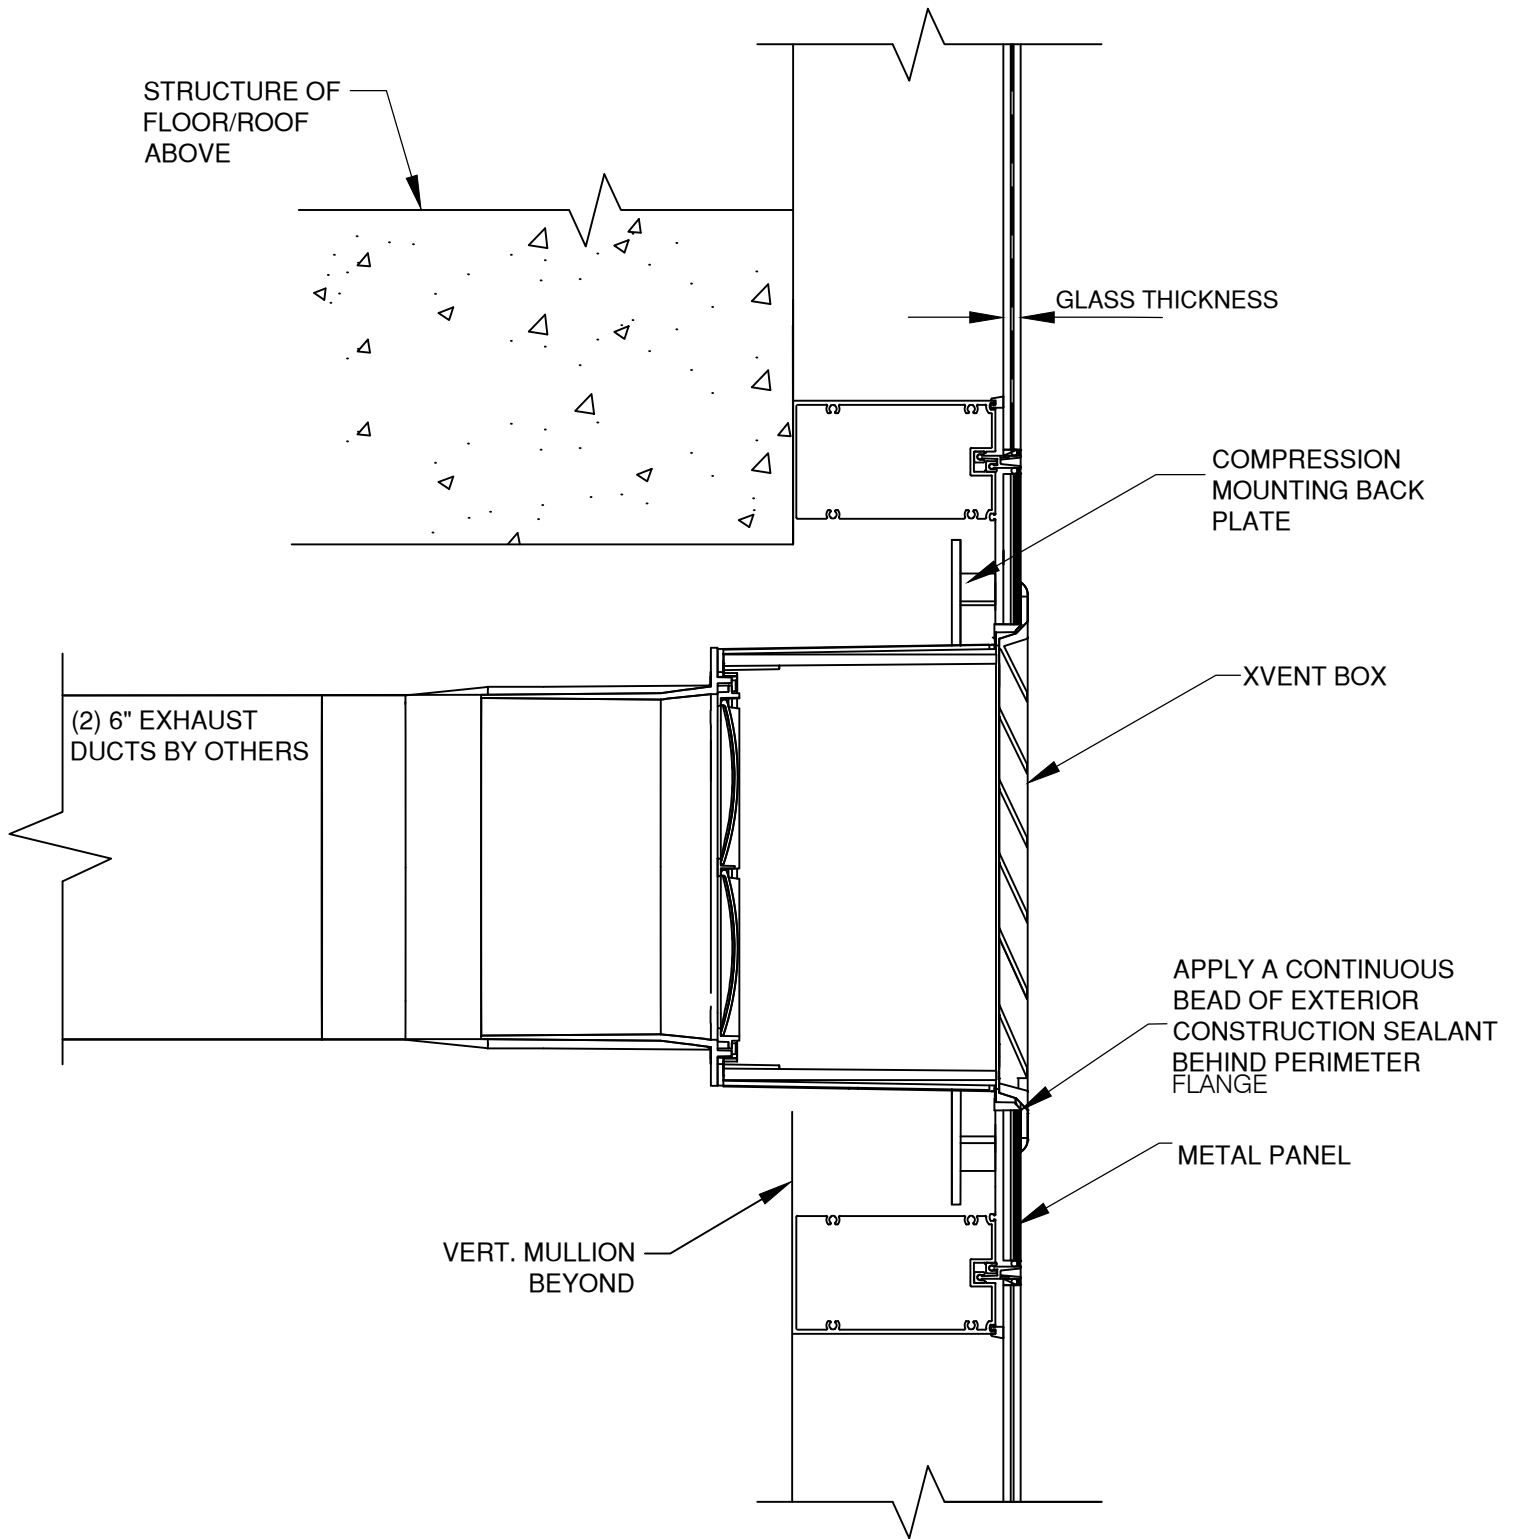 STRUCTURE OF
FLOOR/ROOF
ABOVE
GLASS THICKNESS
COMPRESSION
MOUNTING BACK
PLATE
XVENT BOX
(2) 6" EXHAUST
DUCTS BY OTHERS
APPLY A CONTINUOUS
BEAD OF EXTERIOR
CONSTRUCTION SEALANT
BEHIND PERIMETER
FLANGE
METAL PANEL
VERT. MULLION
BEYOND